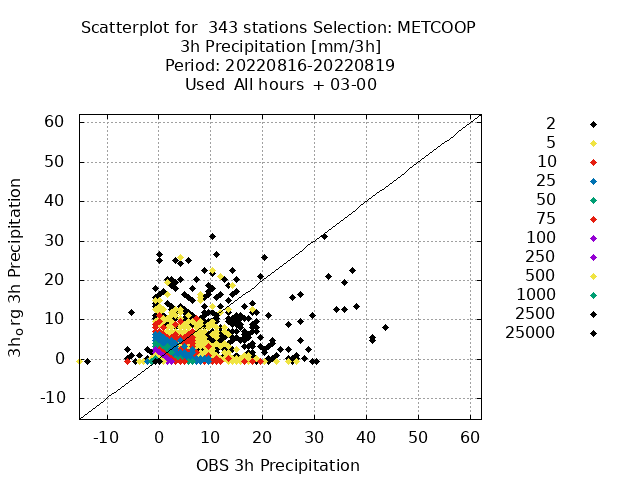 Scatterplot for  343 stations Selection: METCOOP
3h Precipitation [mm/3h]
Period: 20220816-20220819
Used  All hours  + 03-00
3hₒrg 3h Precipitation
60
50
40
30
20
10
0
-10
-10 0 10 20 30 40 50 60
OBS 3h Precipitation
2
5
10
25
50
75
100
250
500
1000
2500
25000